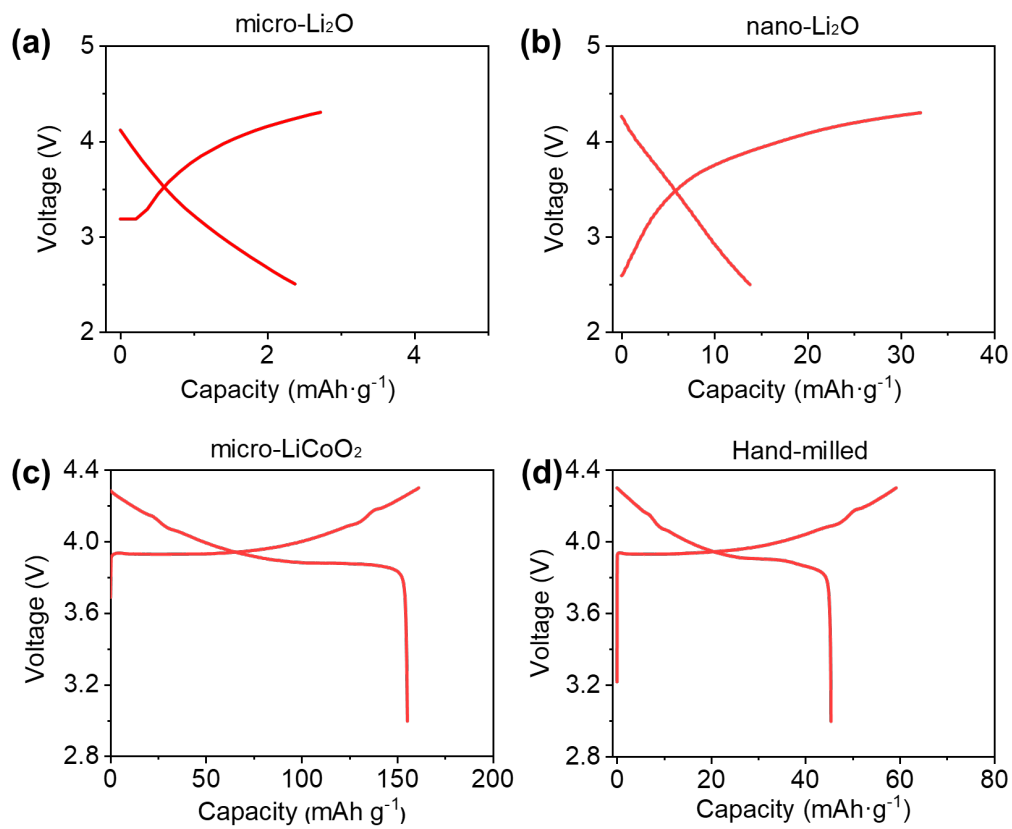 (a)
micro-Li₂O
5
4
3
2
Voltage (V)
0
2
4
Capacity (mAh·g⁻¹)
(b)
nano-Li₂O
5
4
3
2
Voltage (V)
0
10
20
30
40
Capacity (mAh·g⁻¹)
(c)
micro-LiCoO₂
4.4
4.0
3.6
3.2
2.8
Voltage (V)
0
50
100
150
200
Capacity (mAh g⁻¹)
(d)
Hand-milled
4.4
4.0
3.6
3.2
2.8
Voltage (V)
0
20
40
60
80
Capacity (mAh·g⁻¹)